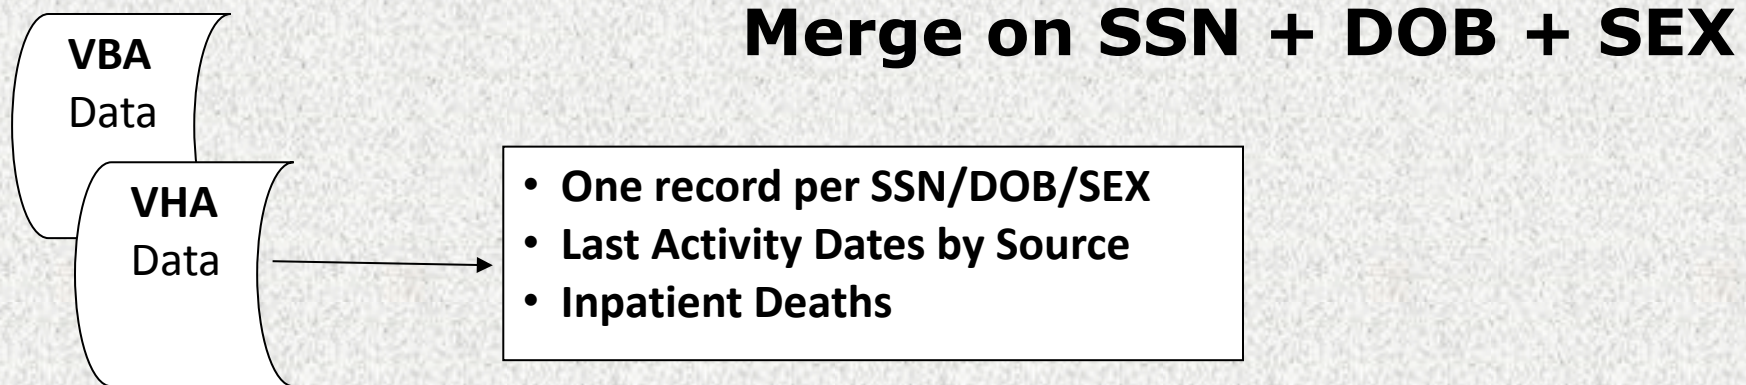 Merge on SSN + DOB + SEX
VBA
Data
VHA
Data
• One record per SSN/DOB/SEX
• Last Activity Dates by Source
• Inpatient Deaths